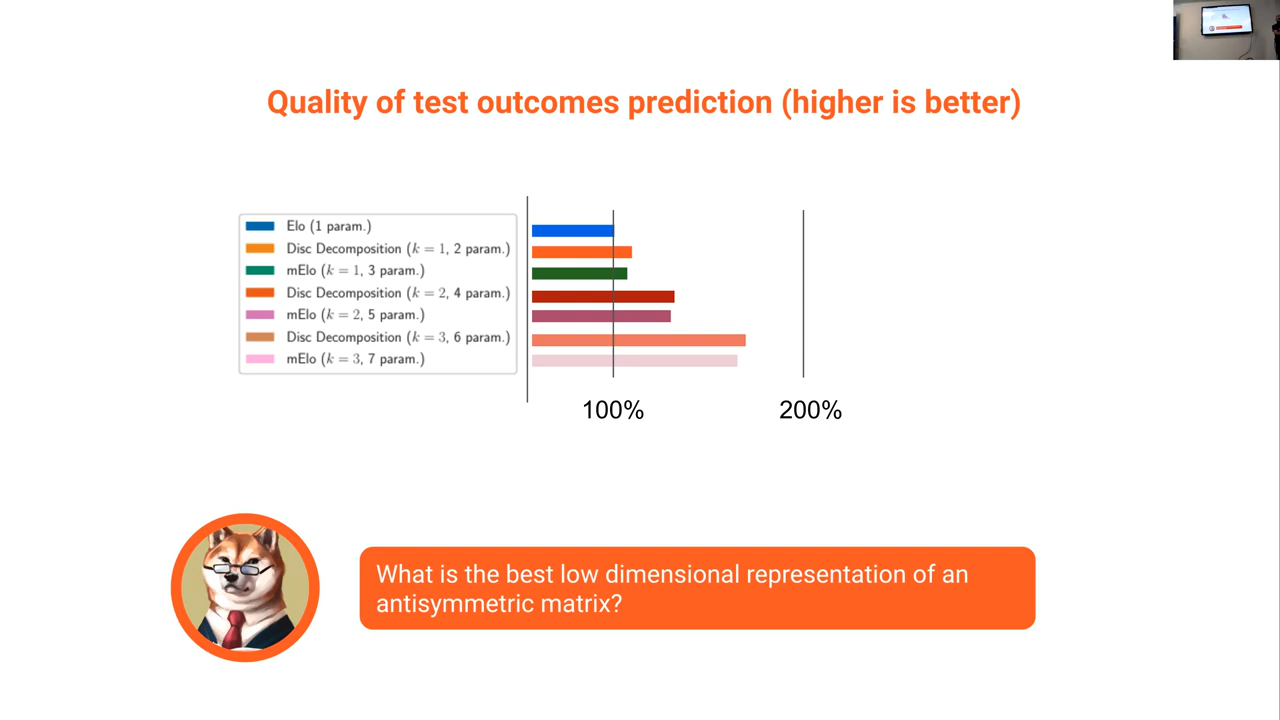 Quality of test outcomes prediction (higher is better)
Elo (1 param.)
Disc Decomposition (k = 1, 2 param.)
mElo (k = 1, 3 param.)
Disc Decomposition (k = 2, 4 param.)
mElo (k = 2, 5 param.)
Disc Decomposition (k = 3, 6 param.)
mElo (k = 3, 7 param.)
100%
200%
What is the best low dimensional representation of an
antisymmetric matrix?